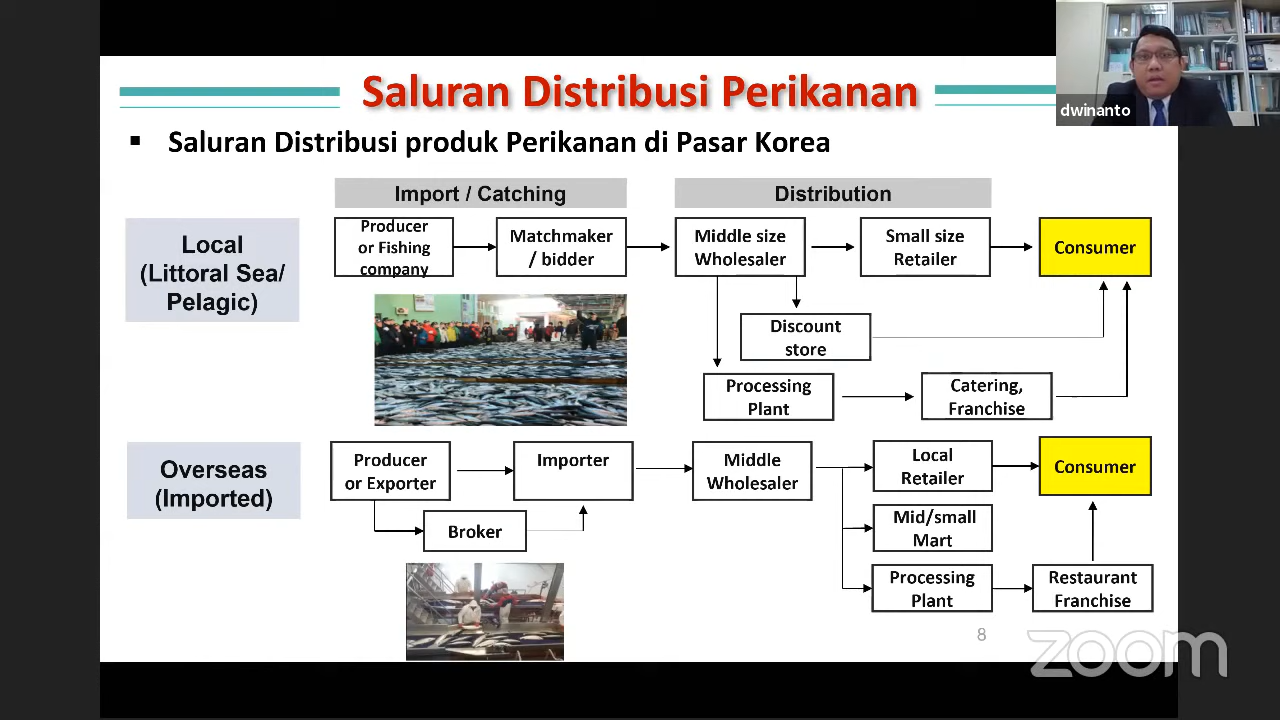 Saluran Distribusi Perikanan
dwinanto
▪ Saluran Distribusi produk Perikanan di Pasar Korea
Import / Catching
Distribution
Local
(Littoral Sea/
Pelagic)
Producer
or Fishing
company
Matchmaker
/ bidder
Middle size
Wholesaler
Small size
Retailer
Consumer
Discount
store
Processing
Plant
Catering,
Franchise
Overseas
(Imported)
Producer
or Exporter
Importer
Broker
Middle
Wholesaler
Local
Retailer
Consumer
Mid/small
Mart
Processing
Plant
Restaurant
Franchise
8
zoom